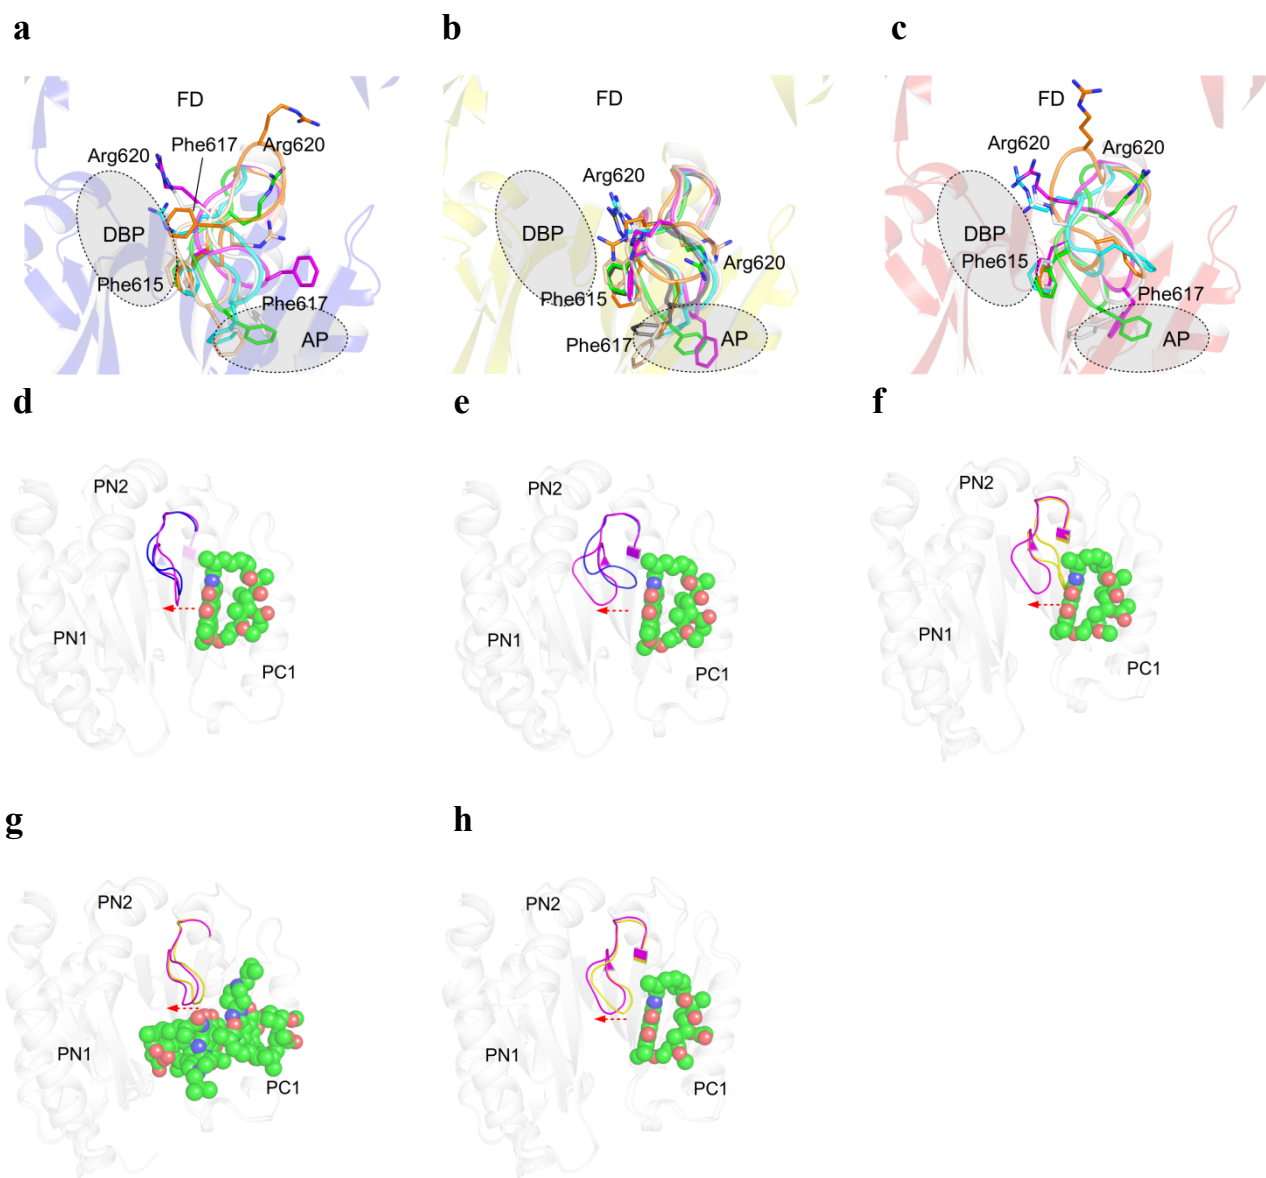 a b c
FD
Arg620 Phe617 Arg620
DBP
Phe615
Phe617
AP
FD
Arg620
DBP
Arg620
Phe615
Phe617
AP
FD
Arg620 Arg620
DBP
Phe615
Phe617
AP
d e f
PN2
PN1
PC1
PN2
PN1
PC1
PN2
PN1
PC1
g h
PN2
PN1
PC1
PN2
PN1
PC1